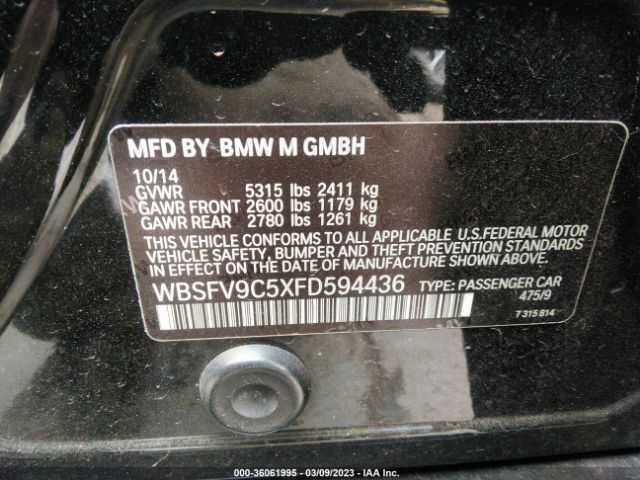 MFD BY BMW M GMBH
10/14
GVWR 5315 lbs 2411 kg
GAWR FRONT 2600 lbs 1179 kg
GAWR REAR 2780 lbs 1261 kg
THIS VEHICLE CONFORMS TO ALL APPLICABLE U.S.FEDERAL MOTOR
VEHICLE SAFETY, BUMPER AND THEFT PREVENTION STANDARDS
IN EFFECT ON THE DATE OF MANUFACTURE SHOWN ABOVE.
WBSFV9C5XFD594436 TYPE: PASSENGER CAR
475/9
7 315 814
000-36061995 - 03/09/2023 - IAA Inc.